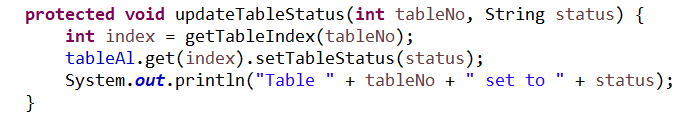 protected void updateTableStatus(int tableNo, String status) {
    int index = getTableIndex(tableNo);
    tableAl.get(index).setTableStatus(status);
    System.out.println("Table " + tableNo + " set to " + status);
}